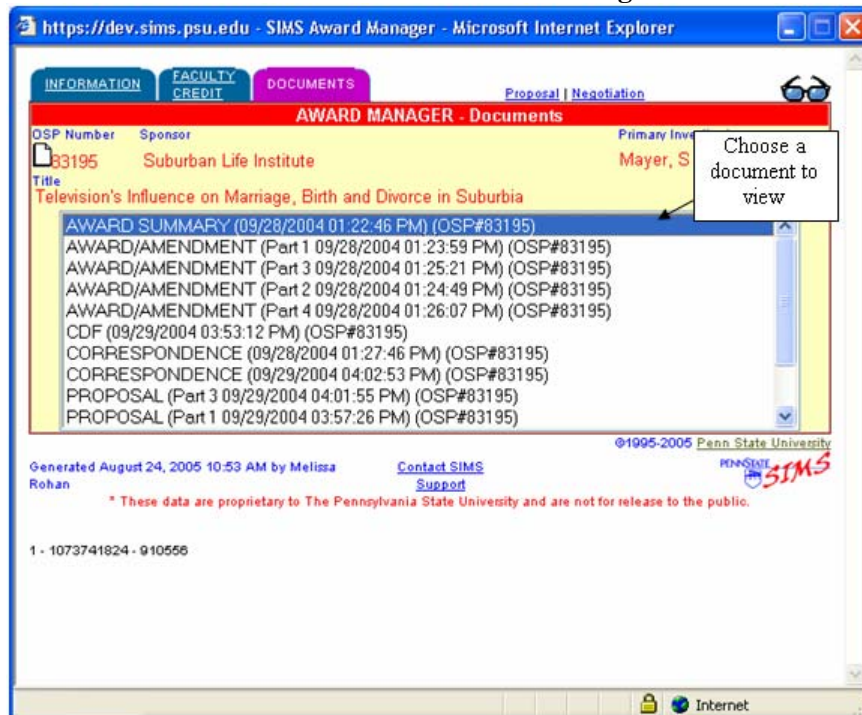 https://dev.sims.psu.edu - SIMS Award Manager - Microsoft Internet Explorer
INFORMATION
FACULTY
CREDIT
DOCUMENTS
Proposal | Negotiation
AWARD MANAGER - Documents
OSP Number Sponsor Primary
83195 Suburban Life Institute Mayer, S
Choose a
document to
view
Title
Television's Influence on Marriage, Birth and Divorce in Suburbia
AWARD SUMMARY (09/28/2004 01:22:46 PM) (OSP#83195)
AWARD/AMENDMENT (Part 1 09/28/2004 01:23:59 PM) (OSP#83195)
AWARD/AMENDMENT (Part 3 09/28/2004 01:25:21 PM) (OSP#83195)
AWARD/AMENDMENT (Part 2 09/28/2004 01:24:49 PM) (OSP#83195)
AWARD/AMENDMENT (Part 4 09/28/2004 01:26:07 PM) (OSP#83195)
CDF (09/29/2004 03:53:12 PM) (OSP#83195)
CORRESPONDENCE (09/28/2004 01:27:46 PM) (OSP#83195)
CORRESPONDENCE (09/29/2004 04:02:53 PM) (OSP#83195)
PROPOSAL (Part 3 09/29/2004 04:01:55 PM) (OSP#83195)
PROPOSAL (Part 1 09/29/2004 03:57:26 PM) (OSP#83195)
©1995-2005 Penn State University
Generated August 24, 2005 10:53 AM by Melissa
Rohan
Contact SIMS
Support
PENNSTATE
SIMS
* These data are proprietary to The Pennsylvania State University and are not for release to the public.
1 - 1073741824 - 910556
Internet